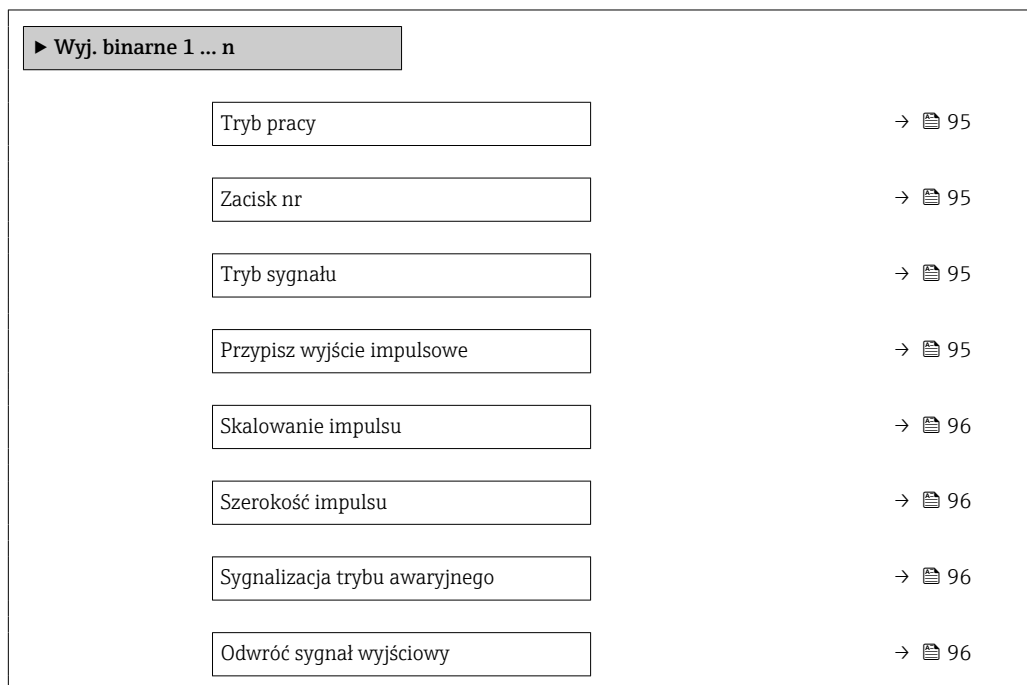 ▶ Wyj. binarne 1 ... n
Tryb pracy → 95
Zacisk nr → 95
Tryb sygnału → 95
Przypisz wyjście impulsowe → 95
Skalowanie impulsu → 96
Szerokość impulsu → 96
Sygnalizacja trybu awaryjnego → 96
Odwróć sygnał wyjściowy → 96